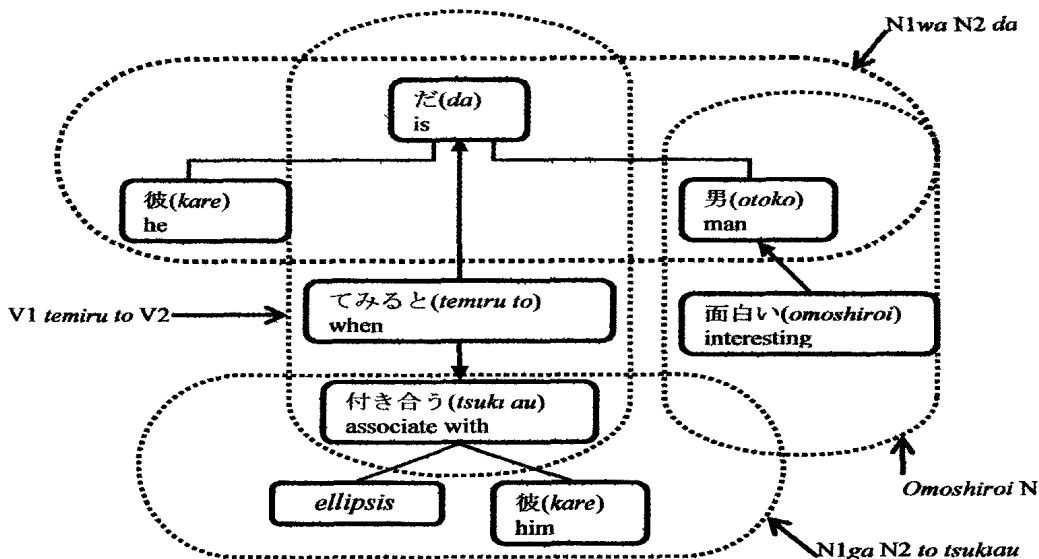 N1wa N2 da
だ(da)
is
彼(kare)
he
男(otoko)
man
V1 temiru to V2
てみると(temiru to)
when
面白い(omoshiroi)
interesting
付き合う(tsuki au)
associate with
ellipsis
彼(kare)
him
Omoshiroi N
N1ga N2 to tsukiau